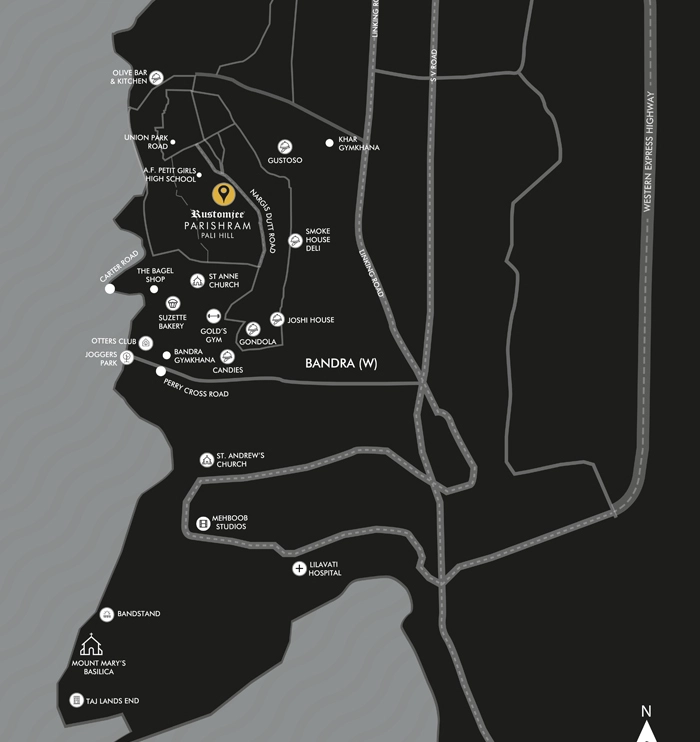 LINKING RO
S V ROAD
WESTERN EXPRESS HIGHWAY
OLIVE BAR
& KITCHEN
UNION PARK
ROAD
KHAR
GYMKHANA
GUSTOSO
A.F. PETIT GIRLS
HIGH SCHOOL
NARGIS DUTT ROAD
Rustomjee
PARISHRAM
PALI HILL
SMOKE
HOUSE
DELI
LINKING ROAD
CARTER ROAD
THE BAGEL
SHOP
ST ANNE
CHURCH
SUZETTE
BAKERY
GOLD'S
GYM
JOSHI HOUSE
GONDOLA
OTTERS CLUB
JOGGERS
PARK
BANDRA
GYMKHANA
CANDIES
BANDRA (W)
PERRY CROSS ROAD
ST. ANDREW'S
CHURCH
MEHBOOB
STUDIOS
LILAVATI
HOSPITAL
BANDSTAND
MOUNT MARY'S
BASILICA
TAJ LANDS END
N